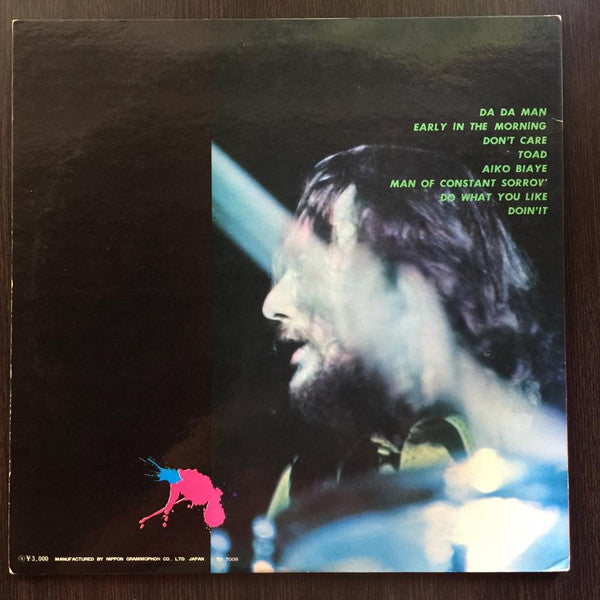 DA DA MAN
EARLY IN THE MORNING
DON'T CARE
TOAD
AIKO BIAYE
MAN OF CONSTANT SORROV'
DO WHAT YOU LIKE
DOIN'IT
¥3,000 MANUFACTURED BY NIPPON GRAMMOPHON CO. LTD. JAPAN